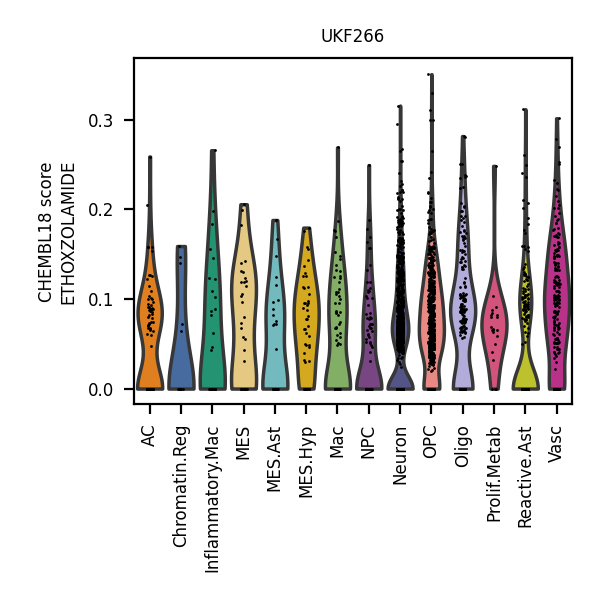 UKF266
CHEMBL18 score
ETHOXZOLAMIDE
0.3
0.2
0.1
0.0
AC
Chromatin.Reg
Inflammatory.Mac
MES
MES.Ast
MES.Hyp
Mac
NPC
Neuron
OPC
Oligo
Prolif.Metab
Reactive.Ast
Vasc